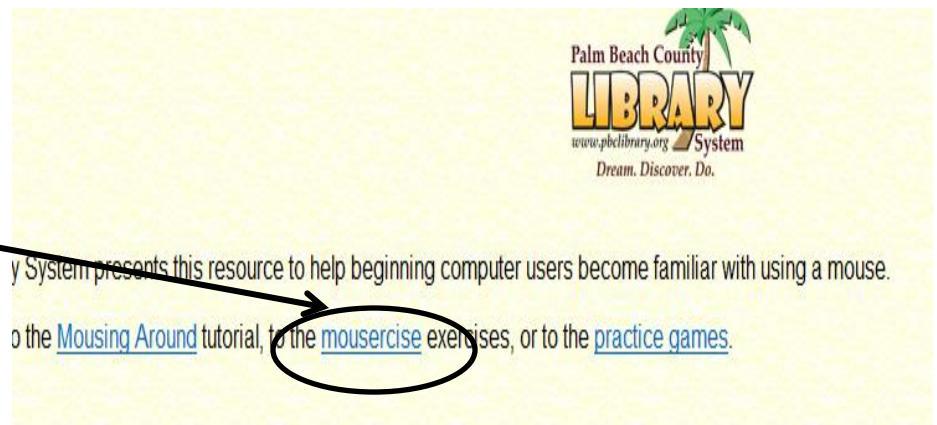 Palm Beach County
LIBRARY
www.pbclibrary.org System
Dream. Discover. Do.
y System presents this resource to help beginning computer users become familiar with using a mouse.
o the Mousing Around tutorial, to the mousercise exercises, or to the practice games.